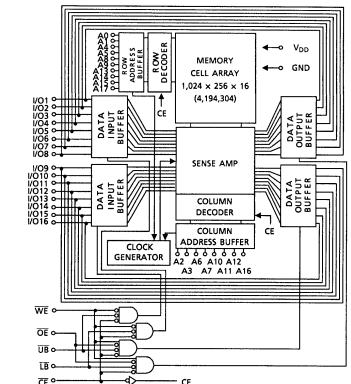 A0
A1
A4
A5
A8
A9
A17
ROW ADDRESS BUFFER
ROW DECODER
CE
MEMORY
CELL ARRAY
1,024 × 256 × 16
(4,194,304)
VDD
GND
I/O1
I/O2
I/O3
I/O4
I/O5
I/O6
I/O7
I/O8
DATA INPUT BUFFER
DATA OUTPUT BUFFER
SENSE AMP
I/O9
I/O10
I/O11
I/O12
I/O13
I/O14
I/O15
I/O16
DATA INPUT BUFFER
DATA OUTPUT BUFFER
COLUMN
DECODER
CE
COLUMN
ADDRESS BUFFER
CLOCK
GENERATOR
A2 A6 A10 A12
A3 A7 A11 A16
WE
OE
UB
LB
CE
CE